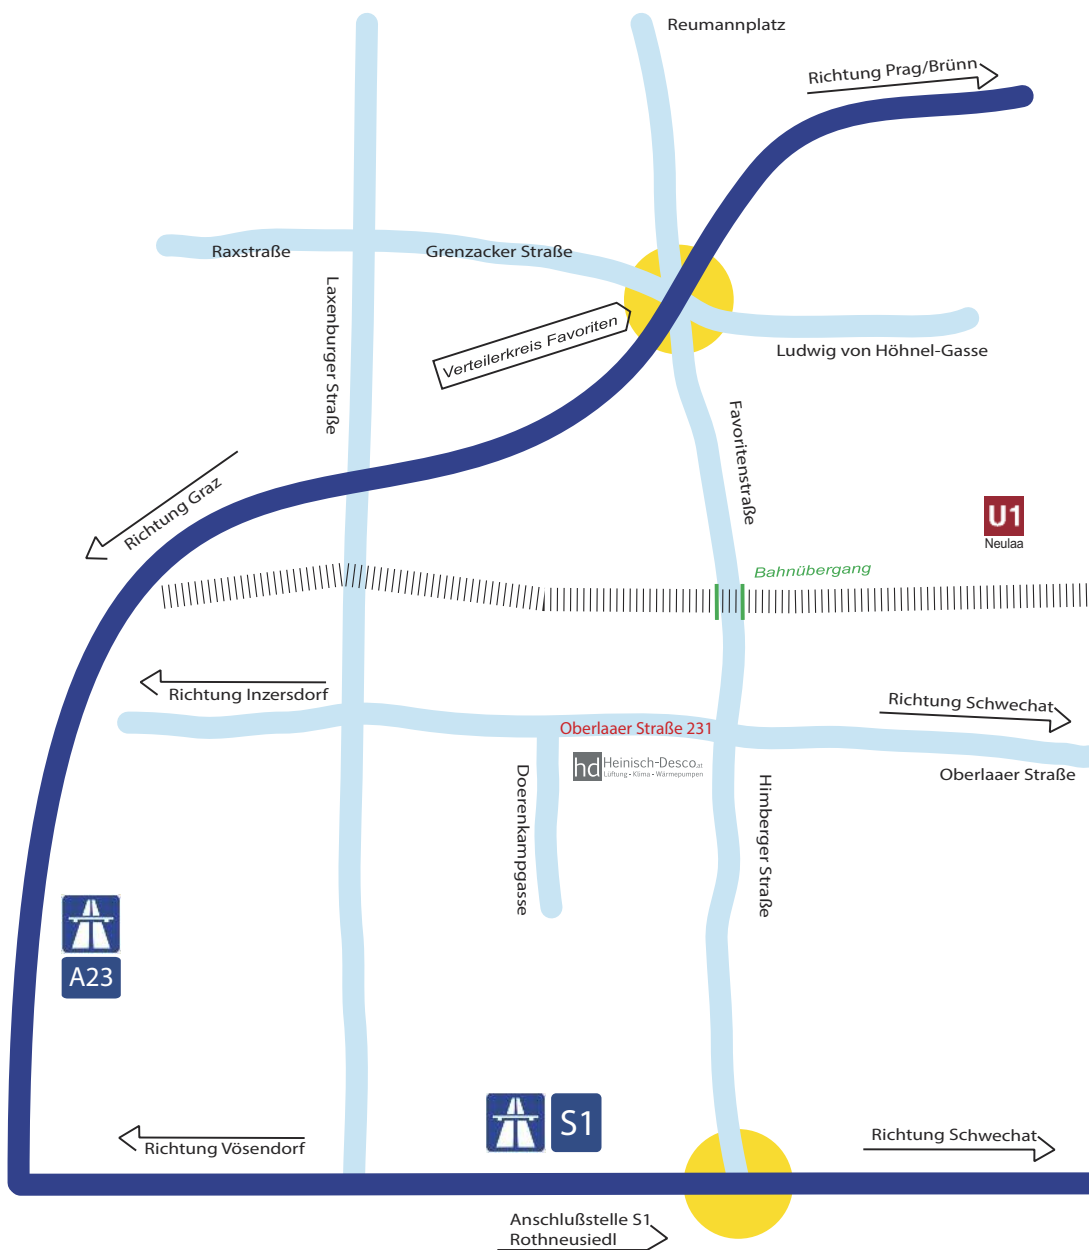 Reumannplatz
Richtung Prag/Brünn
Raxstraße
Grenzacker Straße
Laxenburger Straße
Verteilerkreis Favoriten
Ludwig von Höhnel-Gasse
Favoritenstraße
Richtung Graz
U1
Neulaa
Bahnübergang
Richtung Inzersdorf
Richtung Schwechat
Oberlaaer Straße 231
hd Heinisch-Desco.at
Lüftung - Klima - Wärmepumpen
Oberlaaer Straße
Doerenkampgasse
Himberger Straße
A23
S1
Richtung Vösendorf
Richtung Schwechat
Anschlußstelle S1
Rothneusiedl